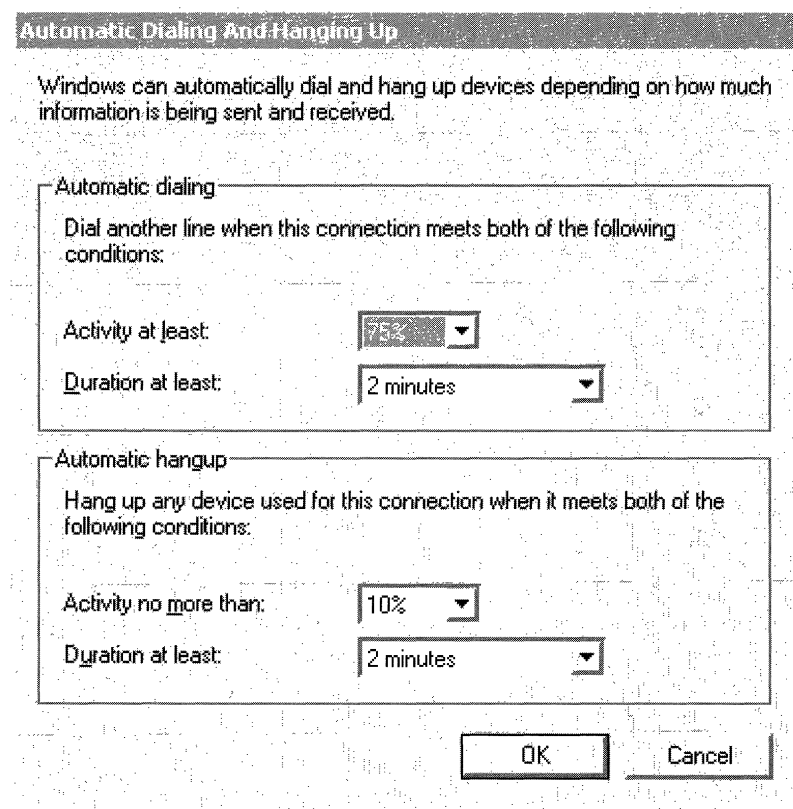 Automatic Dialing And Hanging Up
Windows can automatically dial and hang up devices depending on how much
information is being sent and received.
Automatic dialing
Dial another line when this connection meets both of the following
conditions:
Activity at least: 75%
Duration at least: 2 minutes
Automatic hangup
Hang up any device used for this connection when it meets both of the
following conditions:
Activity no more than: 10%
Duration at least: 2 minutes
OK Cancel